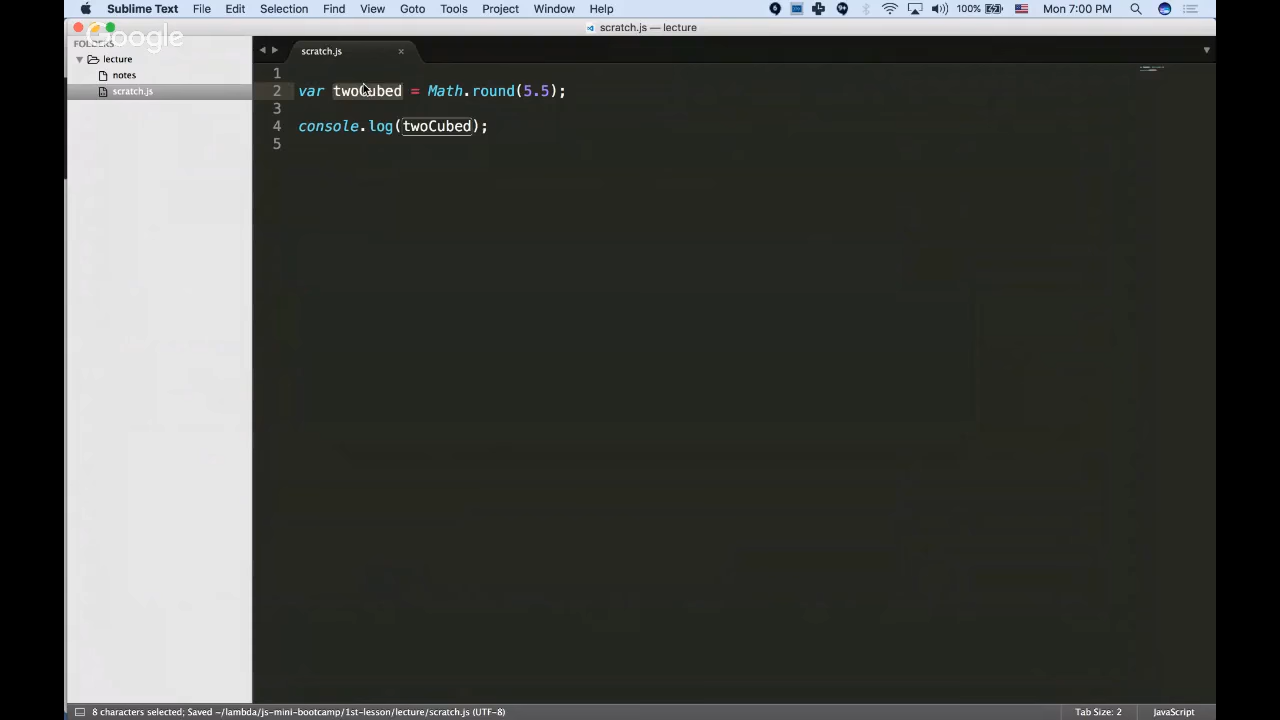 Sublime Text File Edit Selection Find View Goto Tools Project Window Help 100% Mon 7:00 PM
scratch.js — lecture
Google
FOLDERS
lecture
notes
scratch.js
scratch.js ×
1
2 var twoCubed = Math.round(5.5);
3
4 console.log(twoCubed);
5
8 characters selected; Saved ~/lambda/js-mini-bootcamp/1st-lesson/lecture/scratch.js (UTF-8) Tab Size: 2 JavaScript